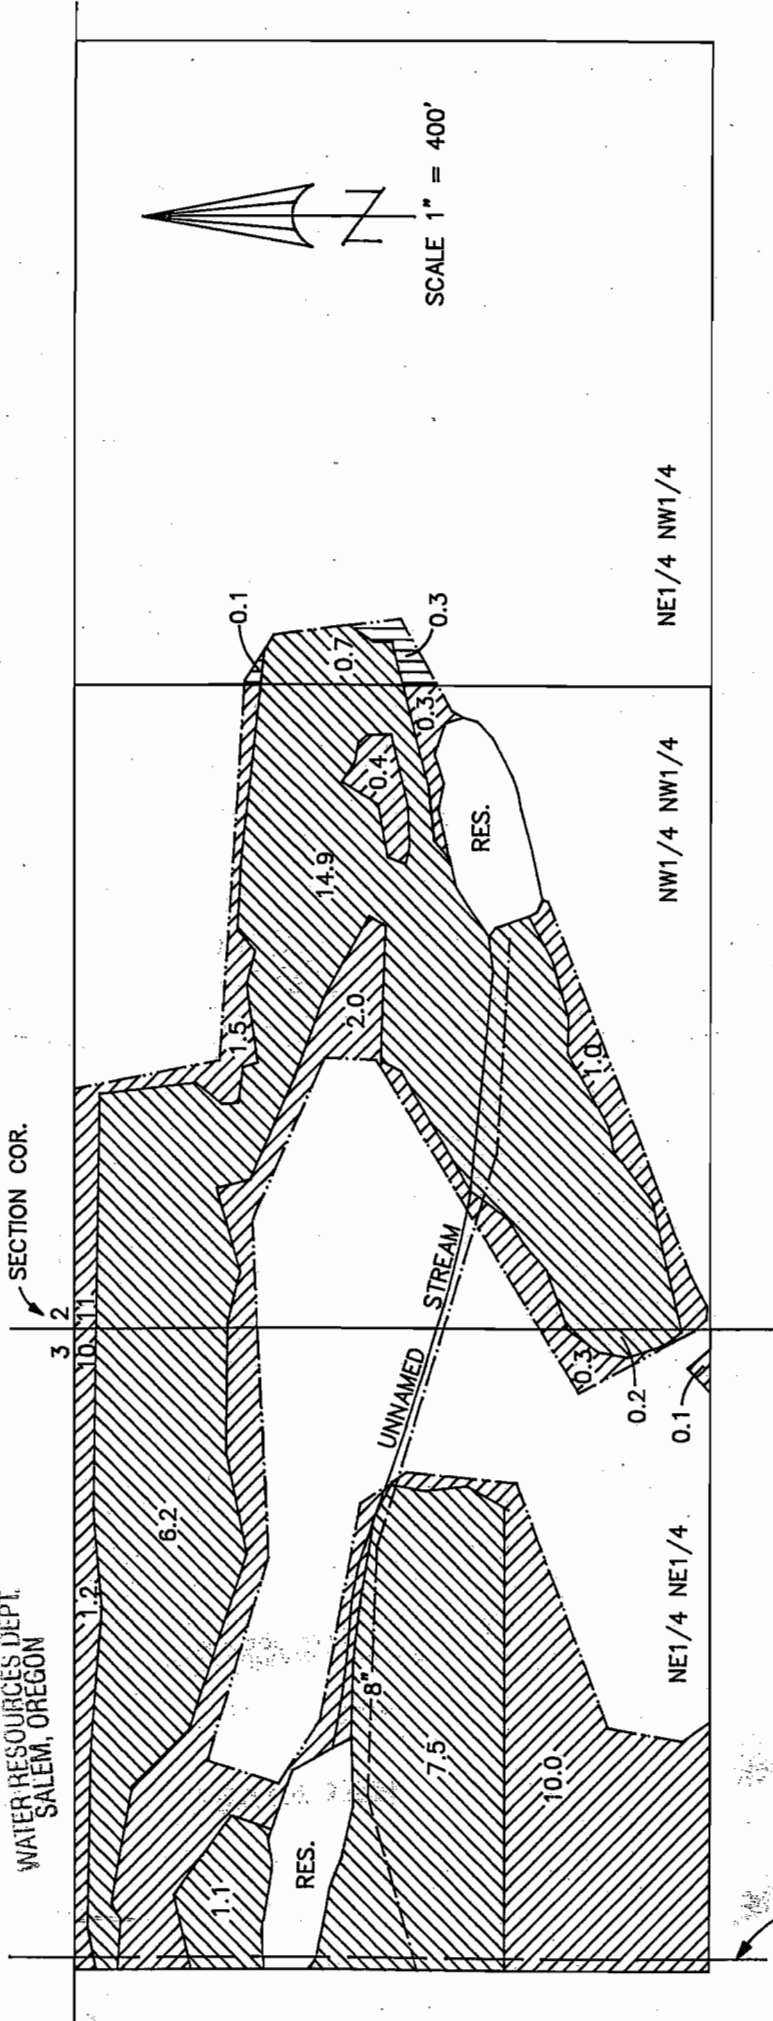 WATER RESOURCES DEPT.
SALEM, OREGON
SECTION COR.
3
2
10
11
SCALE 1" = 400'
1.2
6.2
1.1
RES.
8"
7.5
10.0
NE1/4 NE1/4
UNNAMED
STREAM
0.3
0.2
0.1
1.5
14.9
2.0
0.4
0.3
RES.
1.0
NW1/4 NW1/4
0.1
0.7
0.3
NE1/4 NW1/4